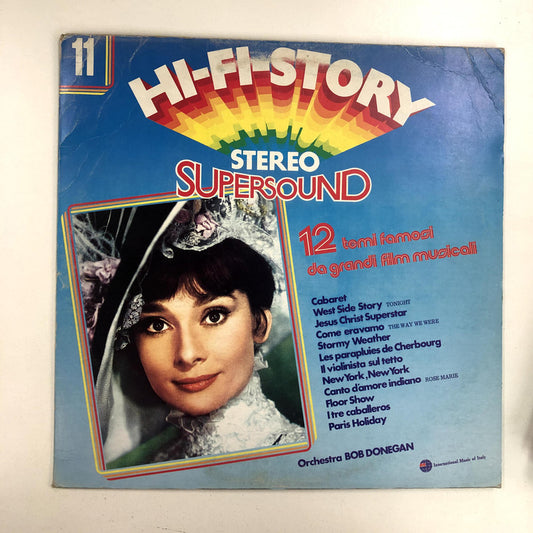 11
HI-FI-STORY
STEREO
SUPERSOUND
12 temi famosi
da grandi film musicali
Cabaret
West Side Story TONIGHT
Jesus Christ Superstar
Come eravamo THE WAY WE WERE
Stormy Weather
Les parapluies de Cherbourg
Il violinista sul tetto
New York, New York
Canto d'amore indiano ROSE MARIE
Floor Show
I tre caballeros
Paris Holiday
Orchestra BOB DONEGAN
International Music of Italy